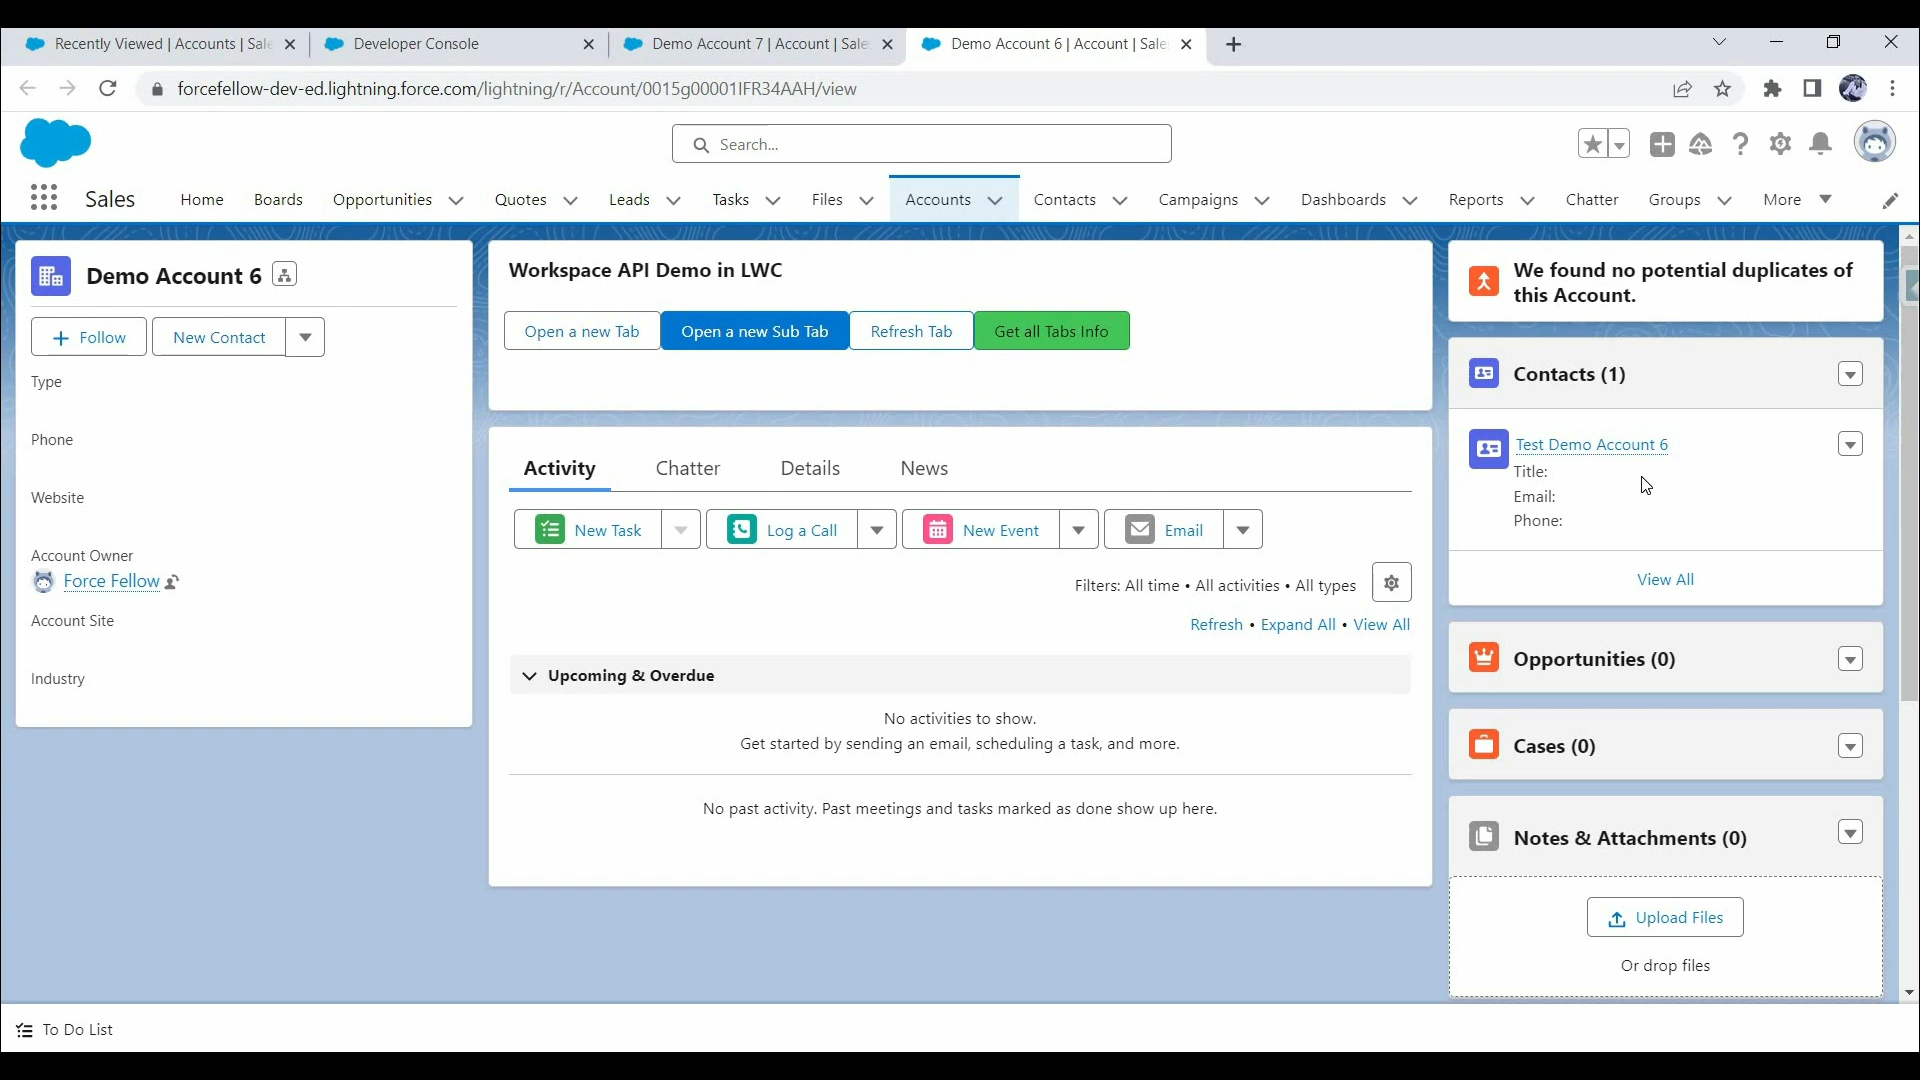 Recently Viewed | Accounts | Sale
Developer Console
Demo Account 7 | Account | Sale
Demo Account 6 | Account | Sale
forcefellow-dev-ed.lightning.force.com/lightning/r/Account/0015g00001IFR34AAH/view
Search...
Sales
Home
Boards
Opportunities
Quotes
Leads
Tasks
Files
Accounts
Contacts
Campaigns
Dashboards
Reports
Chatter
Groups
More
Demo Account 6
Follow
New Contact
Type
Phone
Website
Account Owner
Force Fellow
Account Site
Industry
Workspace API Demo in LWC
Open a new Tab
Open a new Sub Tab
Refresh Tab
Get all Tabs Info
Activity
Chatter
Details
News
New Task
Log a Call
New Event
Email
Filters: All time • All activities • All types
Refresh • Expand All • View All
Upcoming & Overdue
No activities to show.
Get started by sending an email, scheduling a task, and more.
No past activity. Past meetings and tasks marked as done show up here.
We found no potential duplicates of
this Account.
Contacts (1)
Test Demo Account 6
Title:
Email:
Phone:
View All
Opportunities (0)
Cases (0)
Notes & Attachments (0)
Upload Files
Or drop files
To Do List